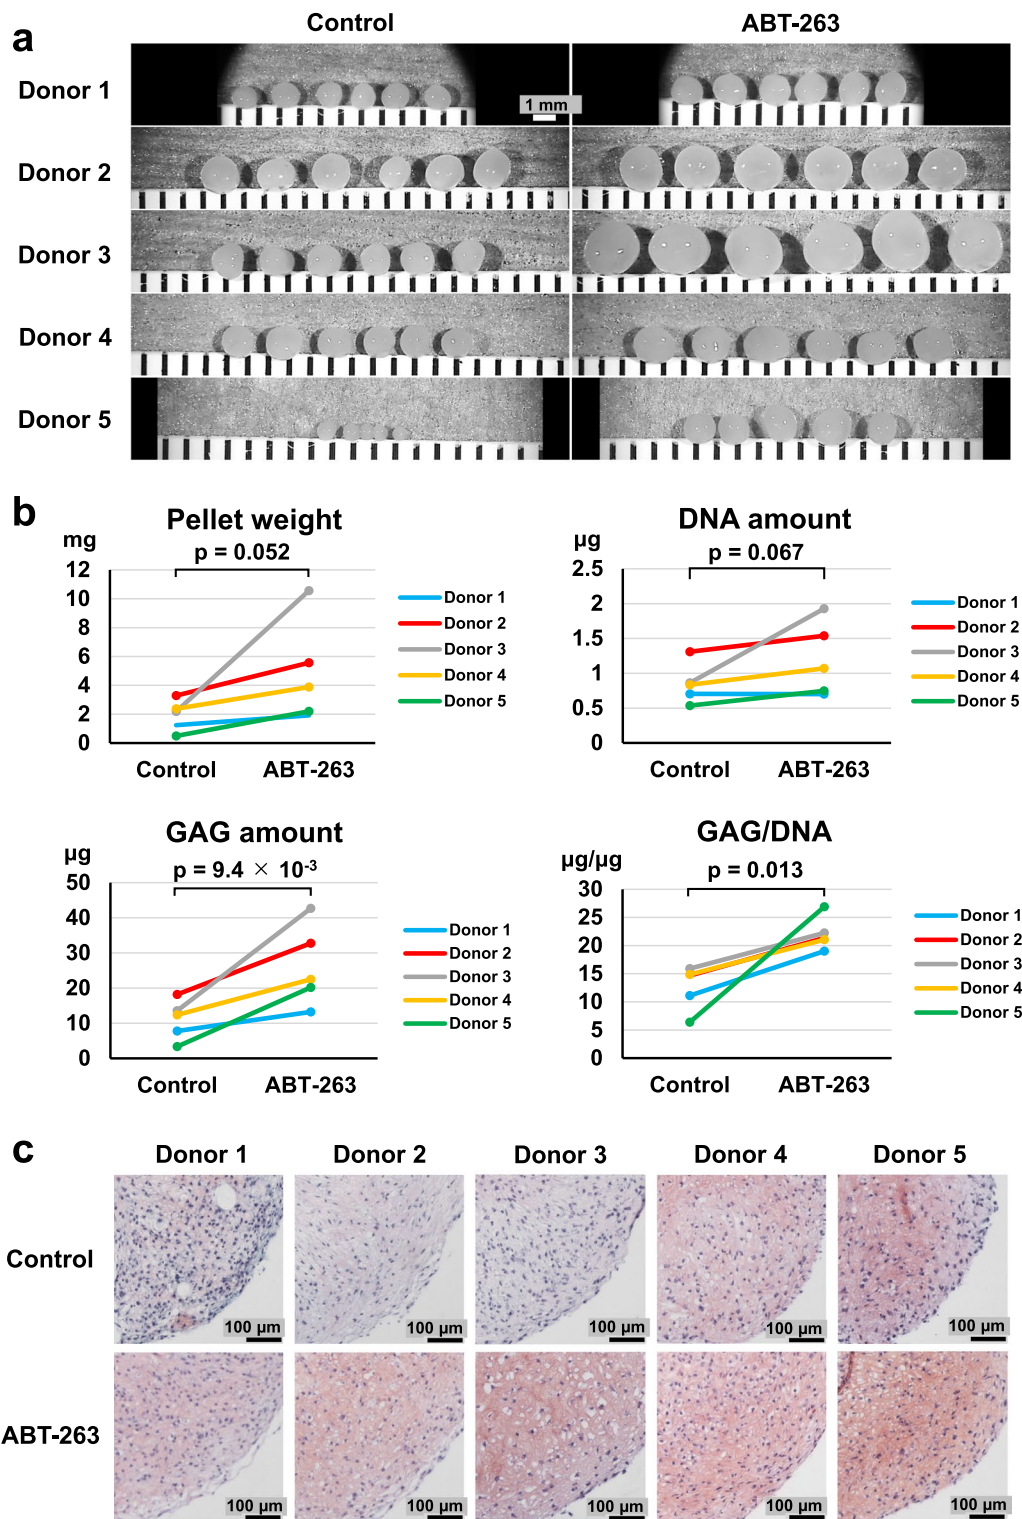 a
Control
ABT-263
Donor 1
1 mm
Donor 2
Donor 3
Donor 4
Donor 5
b
Pellet weight
mg
p = 0.052
12
10
8
6
4
2
0
Control
ABT-263
Donor 1
Donor 2
Donor 3
Donor 4
Donor 5
DNA amount
µg
p = 0.067
2.5
2
1.5
1
0.5
0
Control
ABT-263
Donor 1
Donor 2
Donor 3
Donor 4
Donor 5
GAG amount
µg
p = 9.4 × 10⁻³
50
40
30
20
10
0
Control
ABT-263
Donor 1
Donor 2
Donor 3
Donor 4
Donor 5
GAG/DNA
µg/µg
p = 0.013
30
25
20
15
10
5
0
Control
ABT-263
Donor 1
Donor 2
Donor 3
Donor 4
Donor 5
c
Donor 1
Donor 2
Donor 3
Donor 4
Donor 5
Control
100 µm
100 µm
100 µm
100 µm
100 µm
ABT-263
100 µm
100 µm
100 µm
100 µm
100 µm